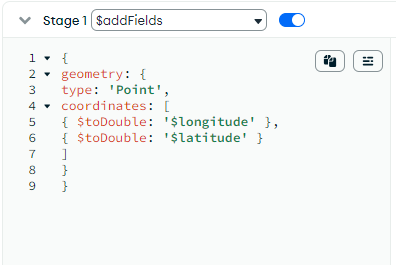 Stage 1 $addFields
1 {
2 geometry: {
3 type: 'Point',
4 coordinates: [
5 { $toDouble: '$longitude' },
6 { $toDouble: '$latitude' }
7 ]
8 }
9 }